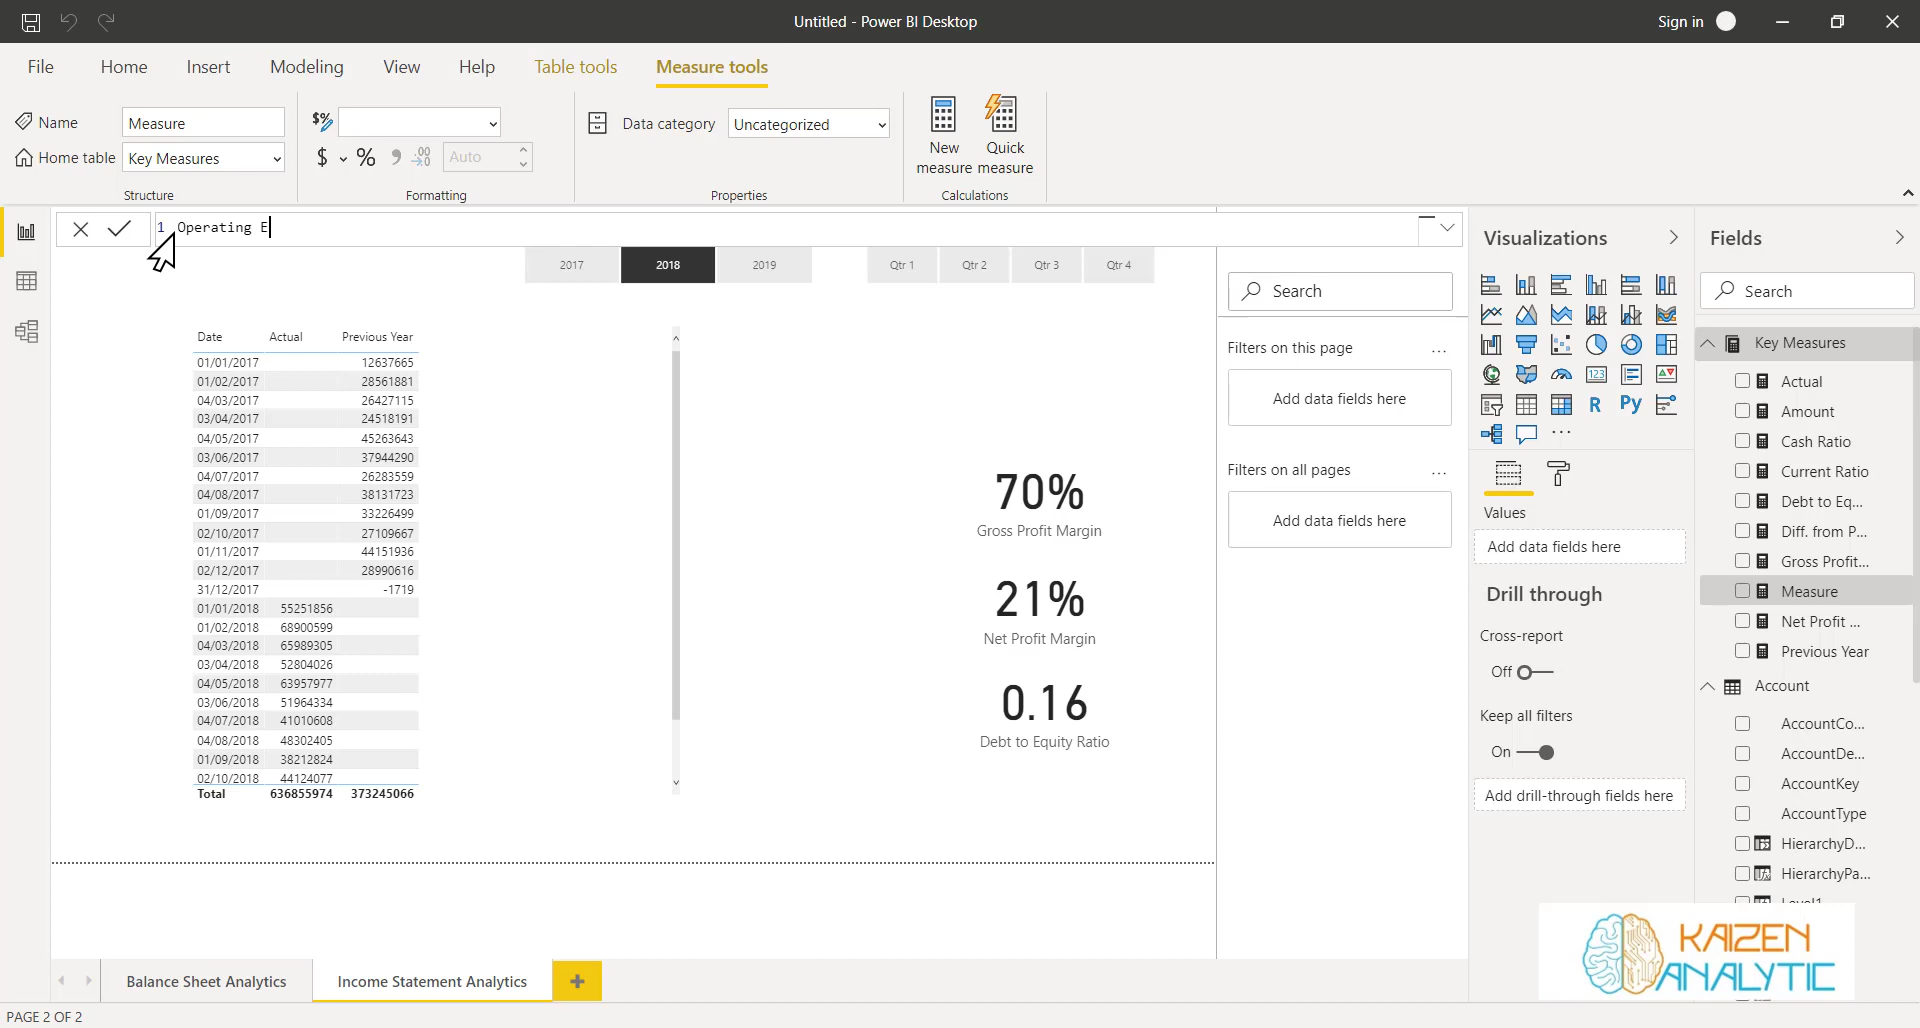 Untitled - Power BI Desktop
Sign in
File
Home
Insert
Modeling
View
Help
Table tools
Measure tools
Name
Measure
Home table
Key Measures
Structure
$%
$
%
,
.00
Auto
Formatting
Data category
Uncategorized
Properties
New measure
Quick measure
Calculations
1 Operating E
2017
2018
2019
Qtr 1
Qtr 2
Qtr 3
Qtr 4
Date Actual Previous Year
01/01/2017 12637665
01/02/2017 28561881
04/03/2017 26427115
03/04/2017 24518191
04/05/2017 45263643
03/06/2017 37944290
04/07/2017 26283559
04/08/2017 38131723
01/09/2017 33226499
02/10/2017 27109667
01/11/2017 44151936
02/12/2017 28990616
31/12/2017 -1719
01/01/2018 55251856
01/02/2018 68900599
04/03/2018 65989305
03/04/2018 52804026
04/05/2018 63957977
03/06/2018 51964334
04/07/2018 41010608
04/08/2018 48302405
01/09/2018 38212824
02/10/2018 44124077
Total 636855974 373245066
70%
Gross Profit Margin
21%
Net Profit Margin
0.16
Debt to Equity Ratio
Search
Filters on this page
...
Add data fields here
Filters on all pages
...
Add data fields here
Visualizations
123
R
Py
...
Values
Add data fields here
Drill through
Cross-report
Off
Keep all filters
On
Add drill-through fields here
Fields
Search
Key Measures
Actual
Amount
Cash Ratio
Current Ratio
Debt to Eq...
Diff. from P...
Gross Profit...
Measure
Net Profit ...
Previous Year
Account
AccountCo...
AccountDe...
AccountKey
AccountType
HierarchyD...
HierarchyPa...
Level1
KAIZEN
ANALYTIC
Balance Sheet Analytics
Income Statement Analytics
PAGE 2 OF 2